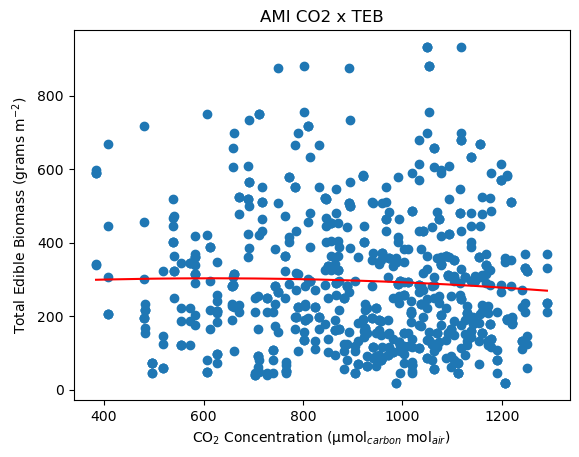 AMI CO2 x TEB
Total Edible Biomass (grams m⁻²)
800
600
400
200
0
400 600 800 1000 1200
CO₂ Concentration (μmol_carbon mol_air)